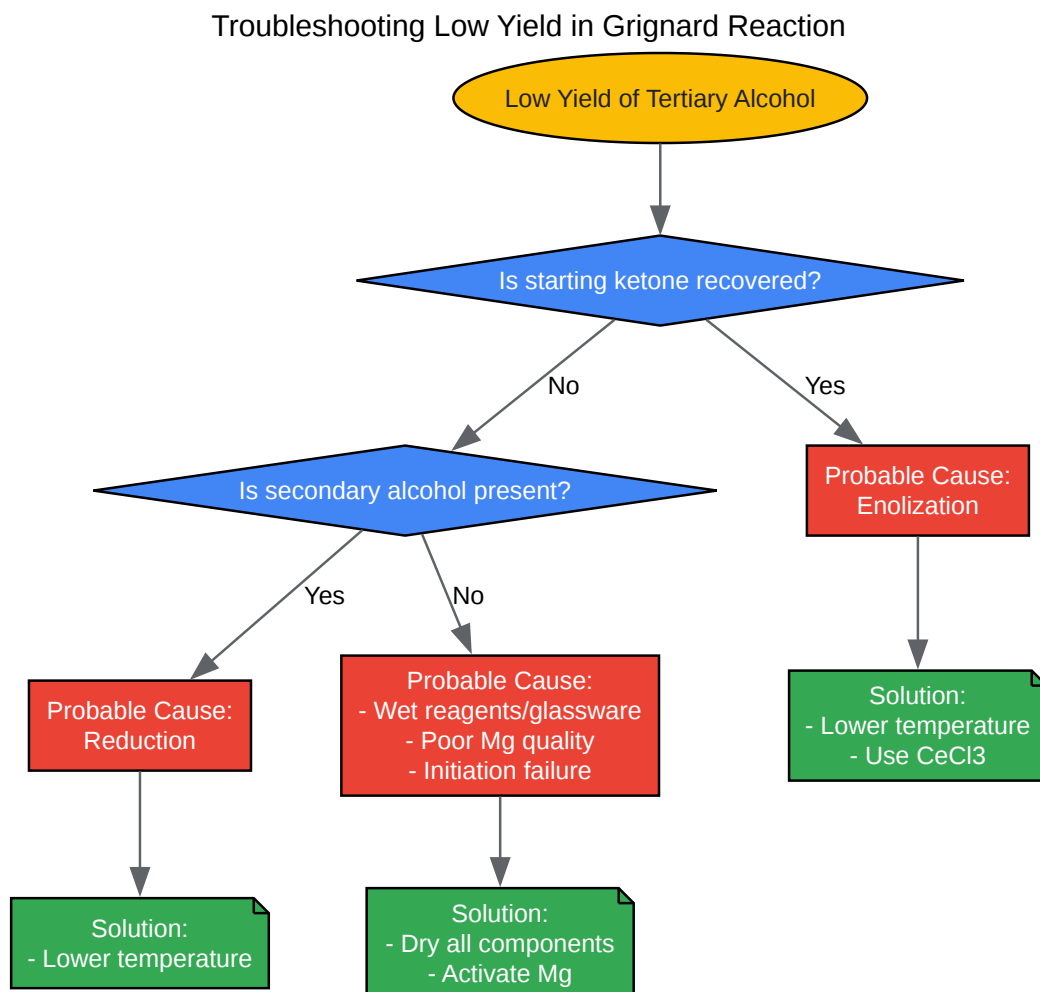 Troubleshooting Low Yield in Grignard Reaction
Low Yield of Tertiary Alcohol
Is starting ketone recovered?
No
Yes
Is secondary alcohol present?
Probable Cause:
Enolization
Yes
No
Probable Cause:
Reduction
Probable Cause:
- Wet reagents/glassware
- Poor Mg quality
- Initiation failure
Solution:
- Lower temperature
- Use CeCl3
Solution:
- Lower temperature
Solution:
- Dry all components
- Activate Mg